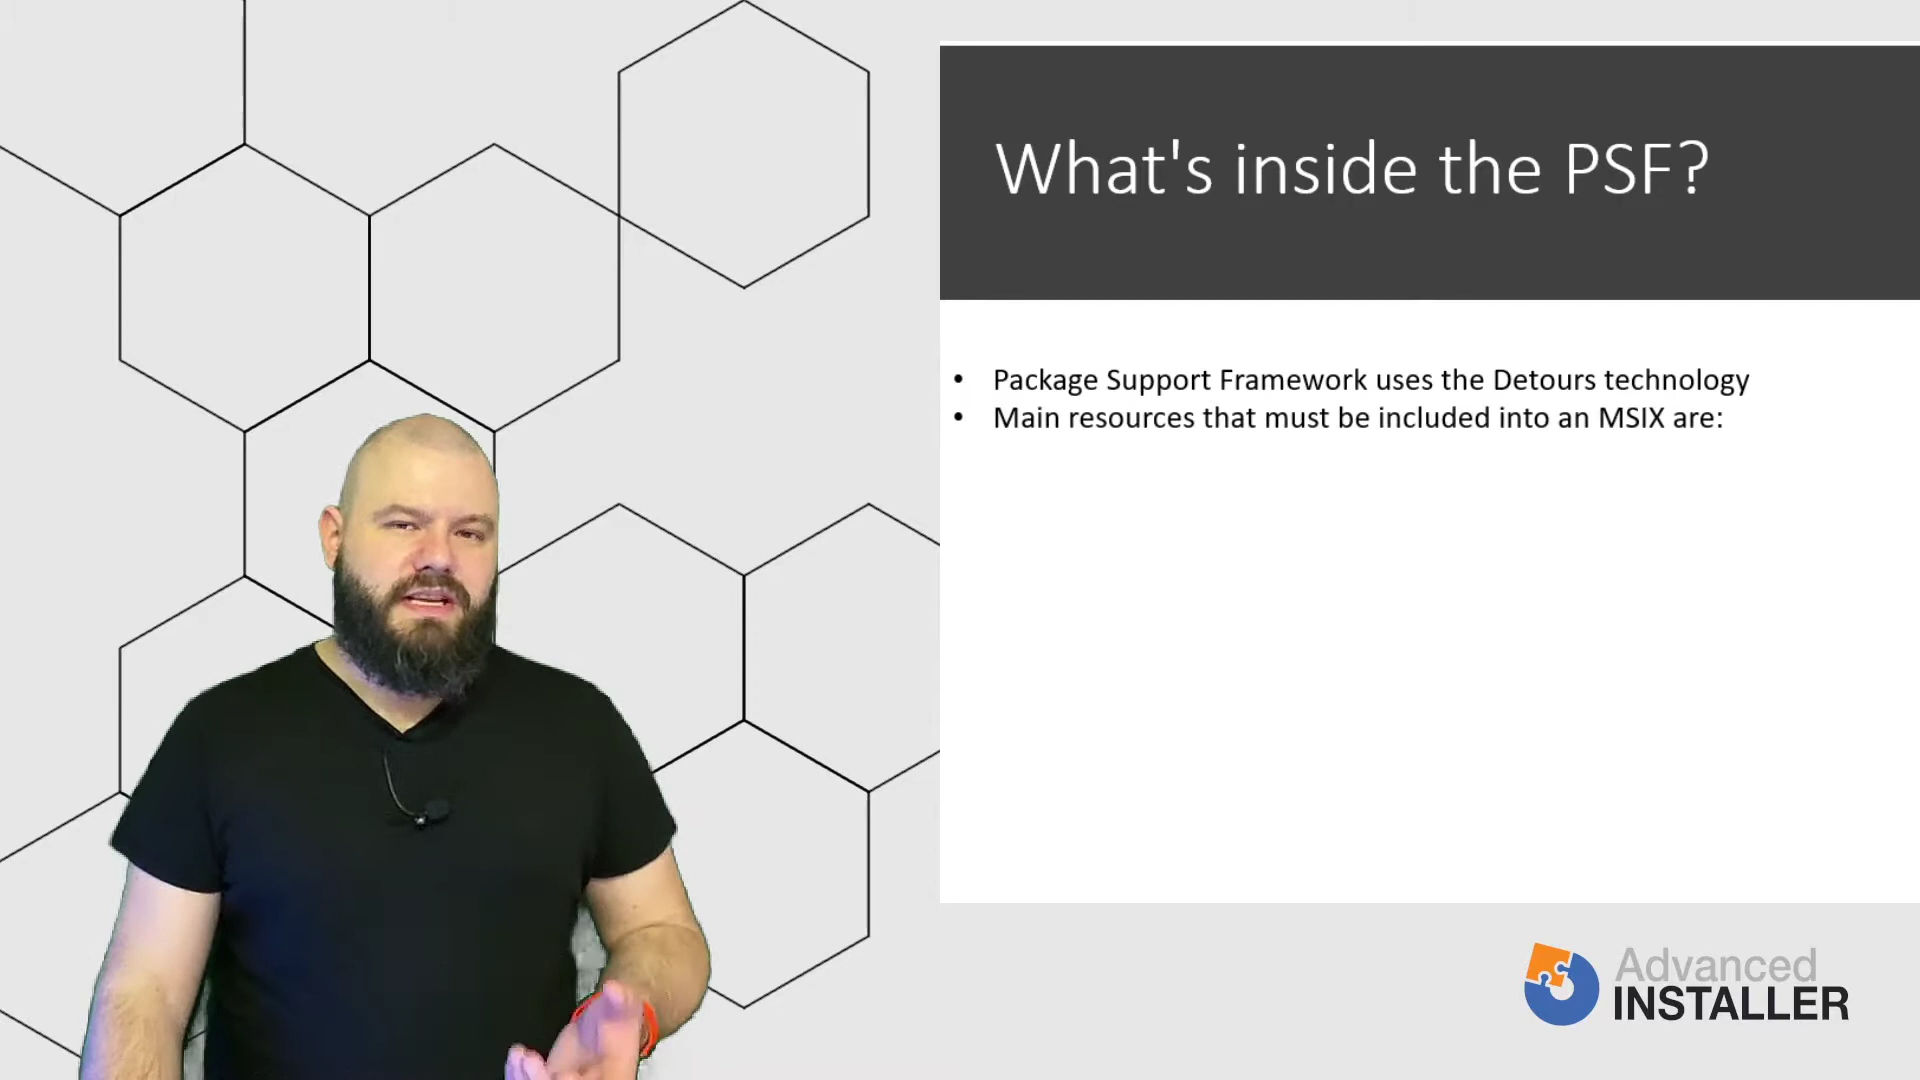 What's inside the PSF?
• Package Support Framework uses the Detours technology
• Main resources that must be included into an MSIX are:
Advanced
INSTALLER